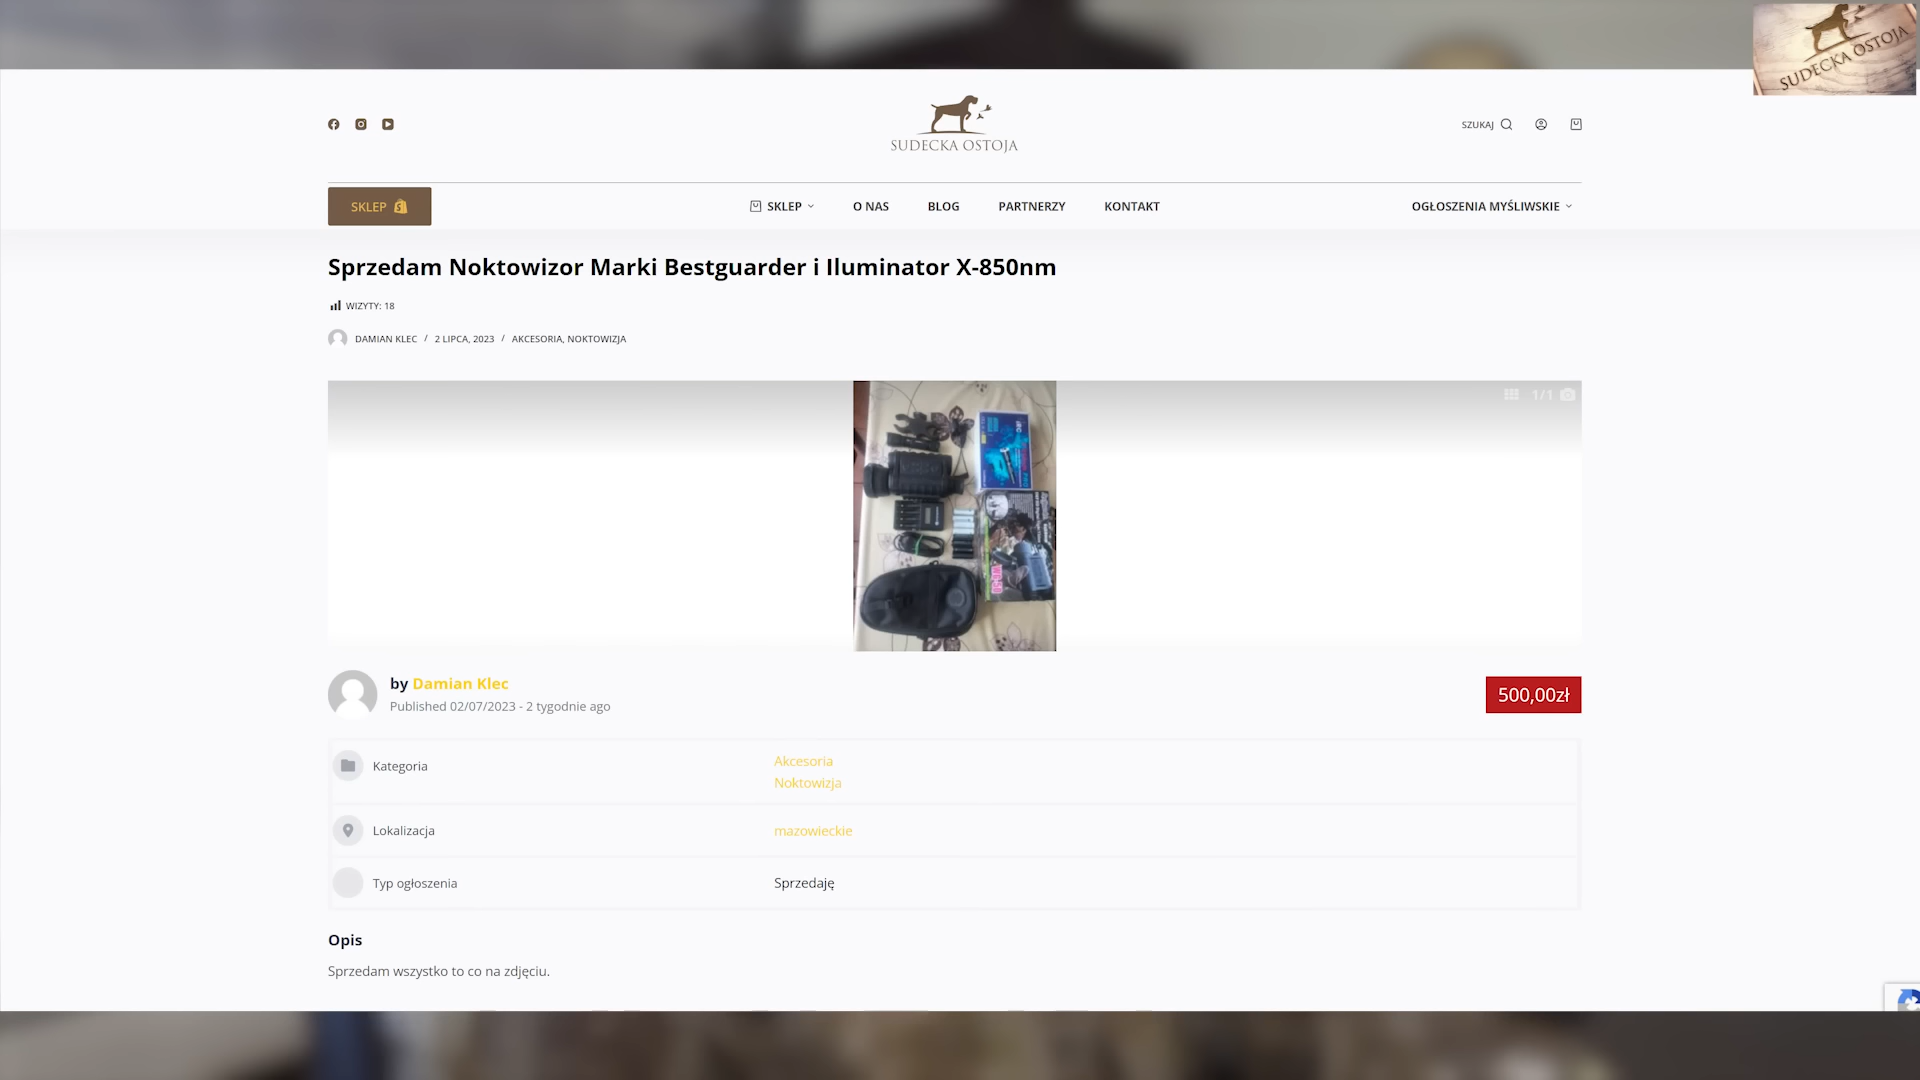 SUDECKA OSTOJA
SUDECKA OSTOJA
SZUKAJ
SKLEP
SKLEP
O NAS
BLOG
PARTNERZY
KONTAKT
OGŁOSZENIA MYŚLIWSKIE
Sprzedam Noktowizor Marki Bestguarder i Iluminator X-850nm
WIZYTY: 18
DAMIAN KLEC / 2 LIPCA, 2023 / AKCESORIA, NOKTOWIZJA
1/1
by Damian Klec
Published 02/07/2023 - 2 tygodnie ago
500,00zł
Kategoria
Akcesoria
Noktowizja
Lokalizacja
mazowieckie
Typ ogłoszenia
Sprzedaję
Opis
Sprzedam wszystko to co na zdjęciu.